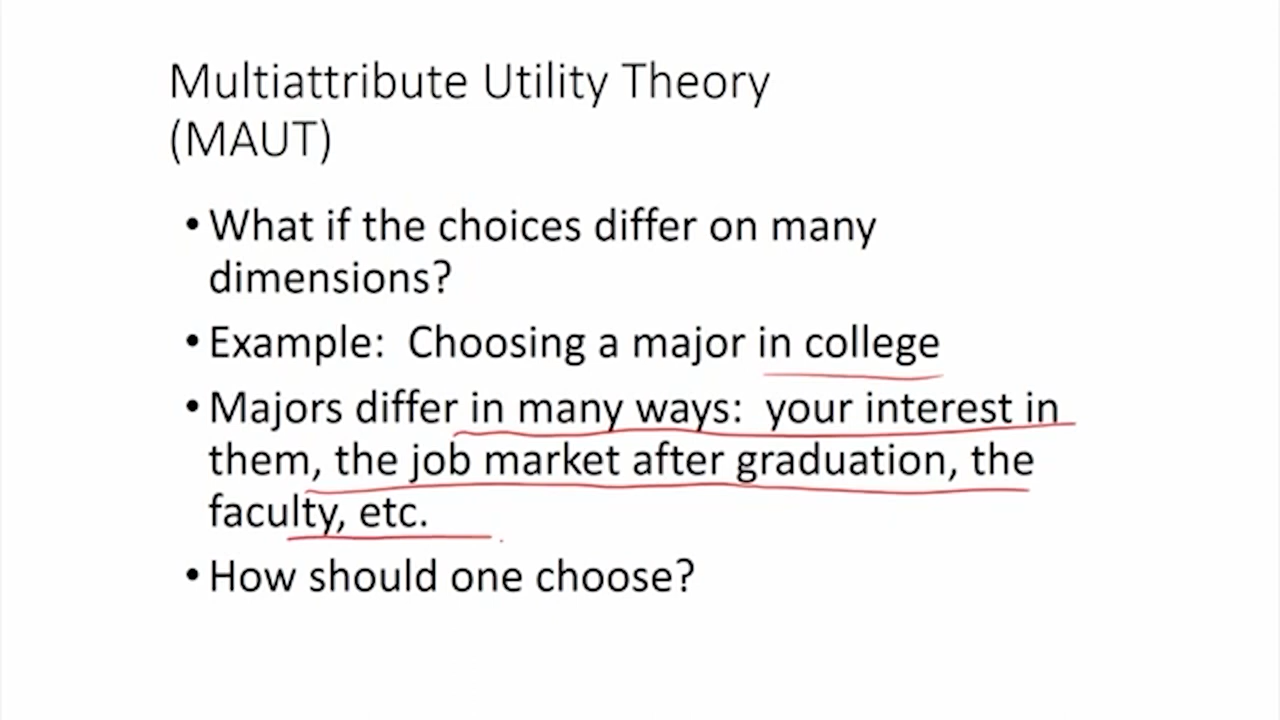 Multiattribute Utility Theory
(MAUT)
• What if the choices differ on many
dimensions?
• Example: Choosing a major in college
• Majors differ in many ways: your interest in
them, the job market after graduation, the
faculty, etc.
• How should one choose?